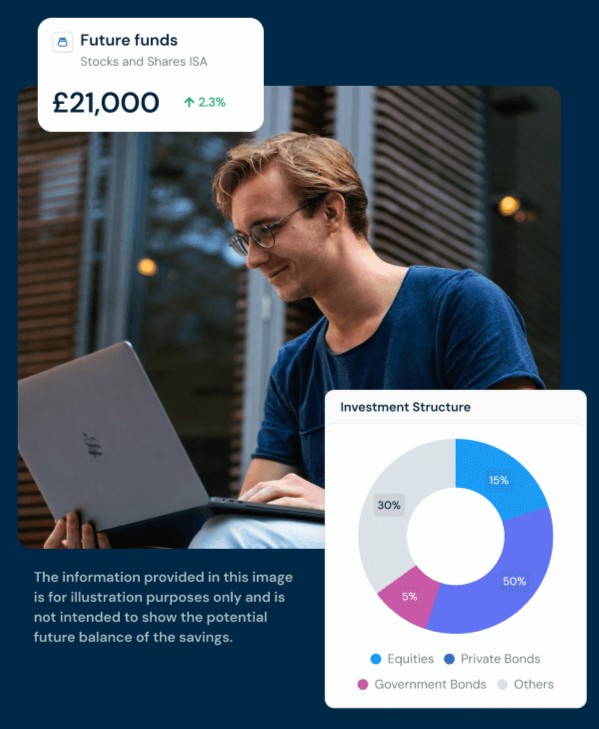 Future funds
Stocks and Shares ISA
£21,000 ↑ 2.3%
Investment Structure
15%
30%
50%
5%
Equities Private Bonds
Government Bonds Others
The information provided in this image
is for illustration purposes only and is
not intended to show the potential
future balance of the savings.